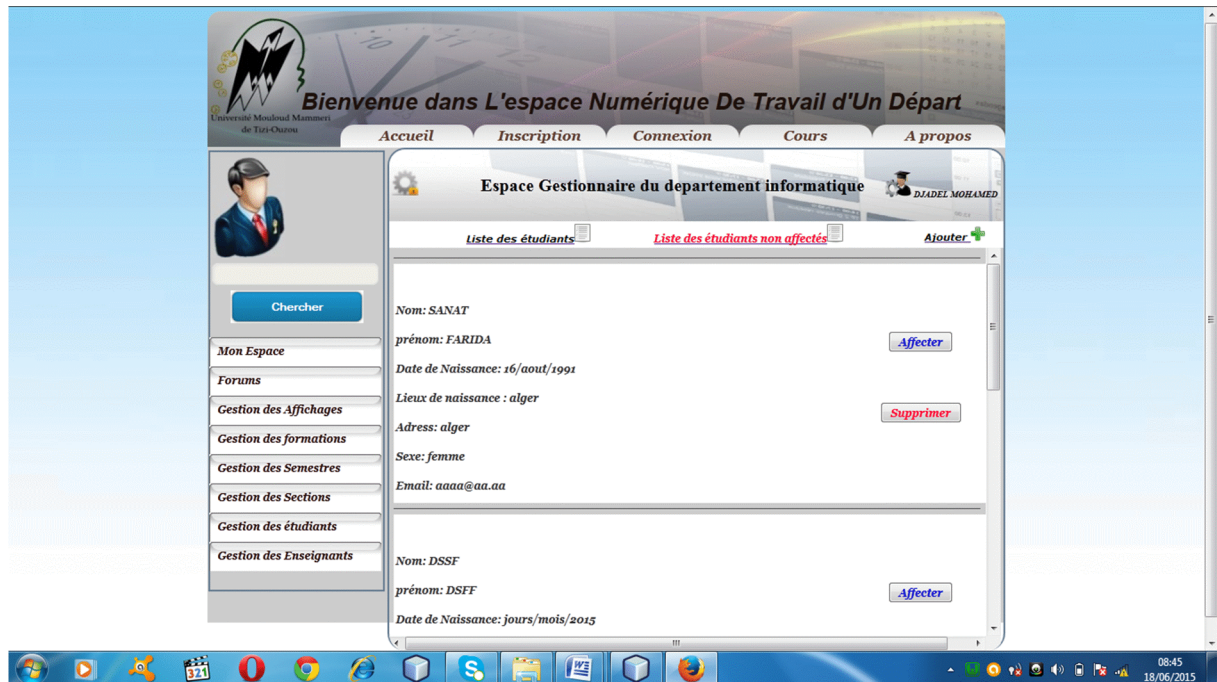 Bienvenue dans L'espace Numérique De Travail d'Un Départ
Université Mouloud Mammeri
de Tizi-Ouzou
Accueil Inscription Connexion Cours A propos
Espace Gestionnaire du departement informatique
DJADEL MOHAMED
Liste des étudiants Liste des étudiants non affectés Ajouter
Chercher
Mon Espace
Forums
Gestion des Affichages
Gestion des formations
Gestion des Semestres
Gestion des Sections
Gestion des étudiants
Gestion des Enseignants
Nom: SANAT
prénom: FARIDA
Affecter
Date de Naissance: 16/aout/1991
Lieux de naissance : alger
Supprimer
Adress: alger
Sexe: femme
Email: aaaa@aa.aa
Nom: DSSF
prénom: DSFF
Affecter
Date de Naissance: jours/mois/2015
321
08:45
18/06/2015